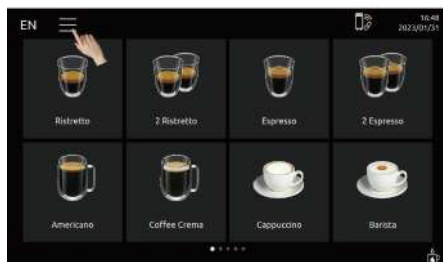 EN
16:48
2023/01/31
Ristretto
2 Ristretto
Espresso
2 Espresso
Americano
Coffee Crema
Cappuccino
Barista